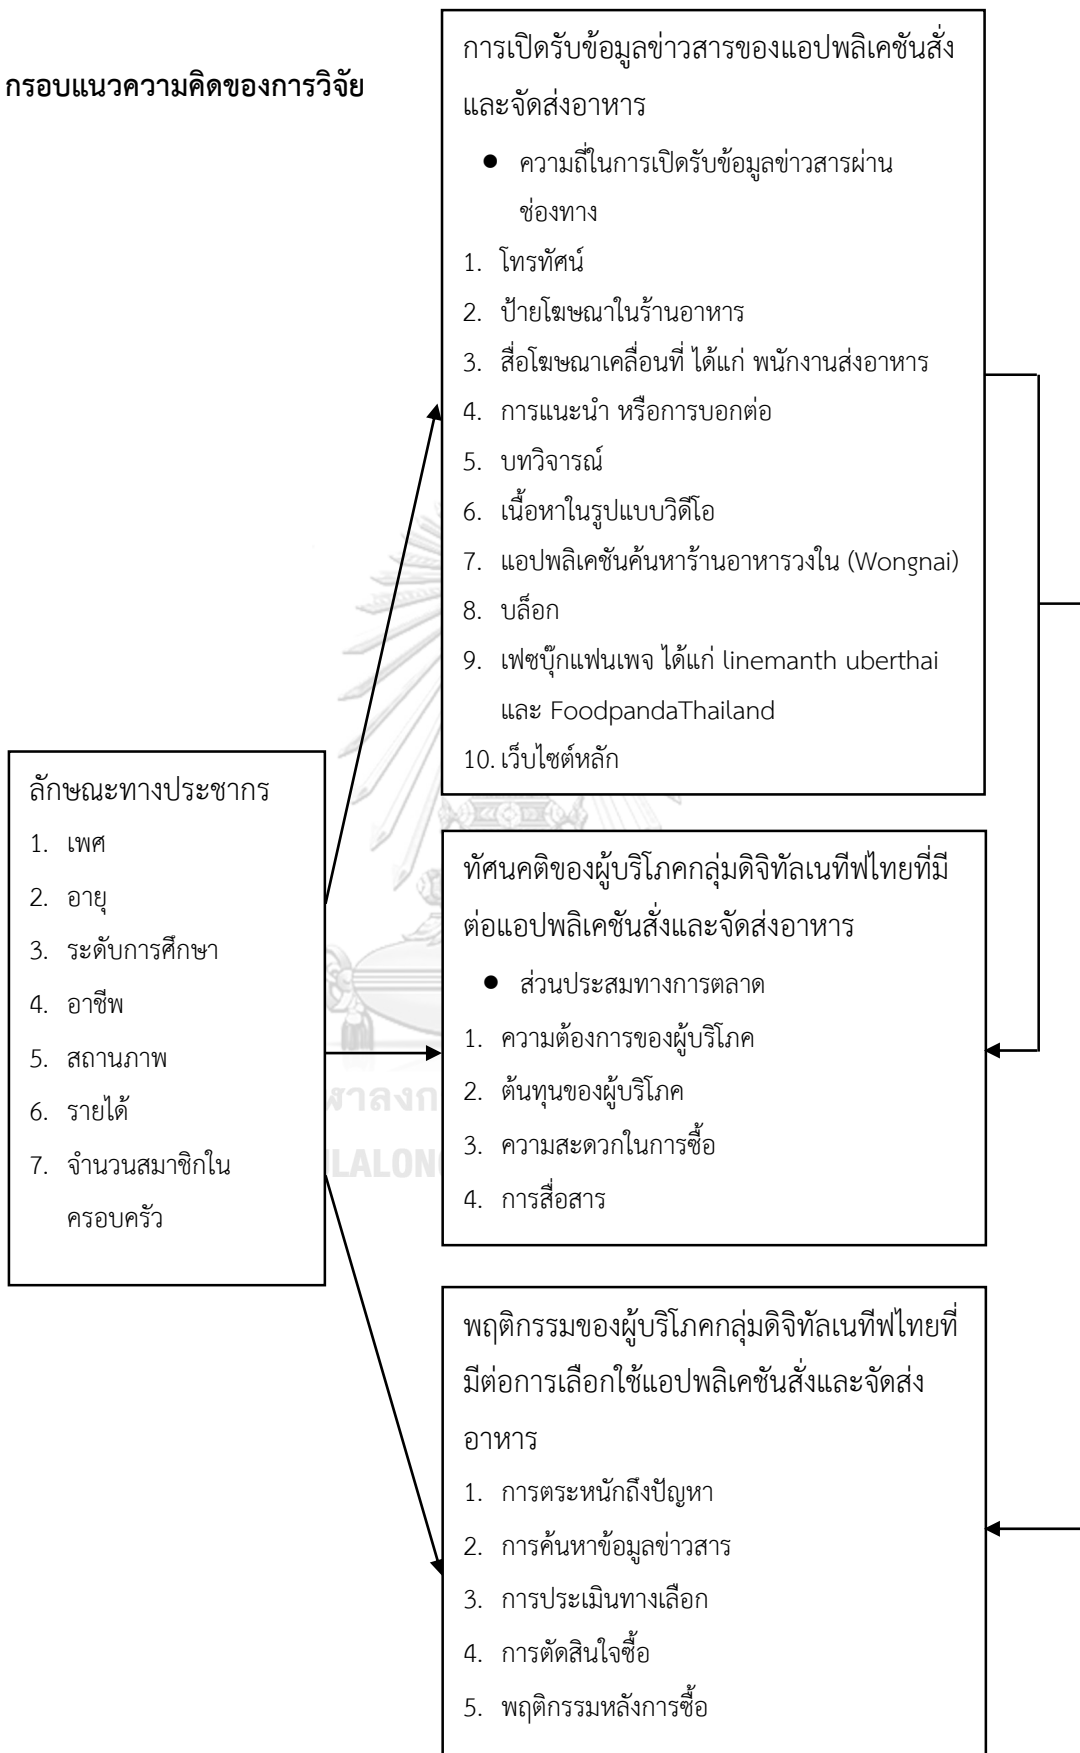 กรอบแนวความคิดของการวิจัย
การเปิดรับข้อมูลข่าวสารของแอปพลิเคชันสั่ง
และจัดส่งอาหาร
● ความถี่ในการเปิดรับข้อมูลข่าวสารผ่าน
ช่องทาง
1. โทรทัศน์
2. ป้ายโฆษณาในร้านอาหาร
3. สื่อโฆษณาเคลื่อนที่ ได้แก่ พนักงานส่งอาหาร
4. การแนะนำ หรือการบอกต่อ
5. บทวิจารณ์
6. เนื้อหาในรูปแบบวิดีโอ
7. แอปพลิเคชันค้นหาร้านอาหารวงใน (Wongnai)
8. บล็อก
9. เฟซบุ๊กแฟนเพจ ได้แก่ linemanth uberthai
และ FoodpandaThailand
10. เว็บไซต์หลัก
ลักษณะทางประชากร
1. เพศ
2. อายุ
3. ระดับการศึกษา
4. อาชีพ
5. สถานภาพ
6. รายได้
7. จำนวนสมาชิกใน
ครอบครัว
ทัศนคติของผู้บริโภคกลุ่มดิจิทัลเนทีฟไทยที่มี
ต่อแอปพลิเคชันสั่งและจัดส่งอาหาร
● ส่วนประสมทางการตลาด
1. ความต้องการของผู้บริโภค
2. ต้นทุนของผู้บริโภค
3. ความสะดวกในการซื้อ
4. การสื่อสาร
พฤติกรรมของผู้บริโภคกลุ่มดิจิทัลเนทีฟไทยที่
มีต่อการเลือกใช้แอปพลิเคชันสั่งและจัดส่ง
อาหาร
1. การตระหนักถึงปัญหา
2. การค้นหาข้อมูลข่าวสาร
3. การประเมินทางเลือก
4. การตัดสินใจซื้อ
5. พฤติกรรมหลังการซื้อ